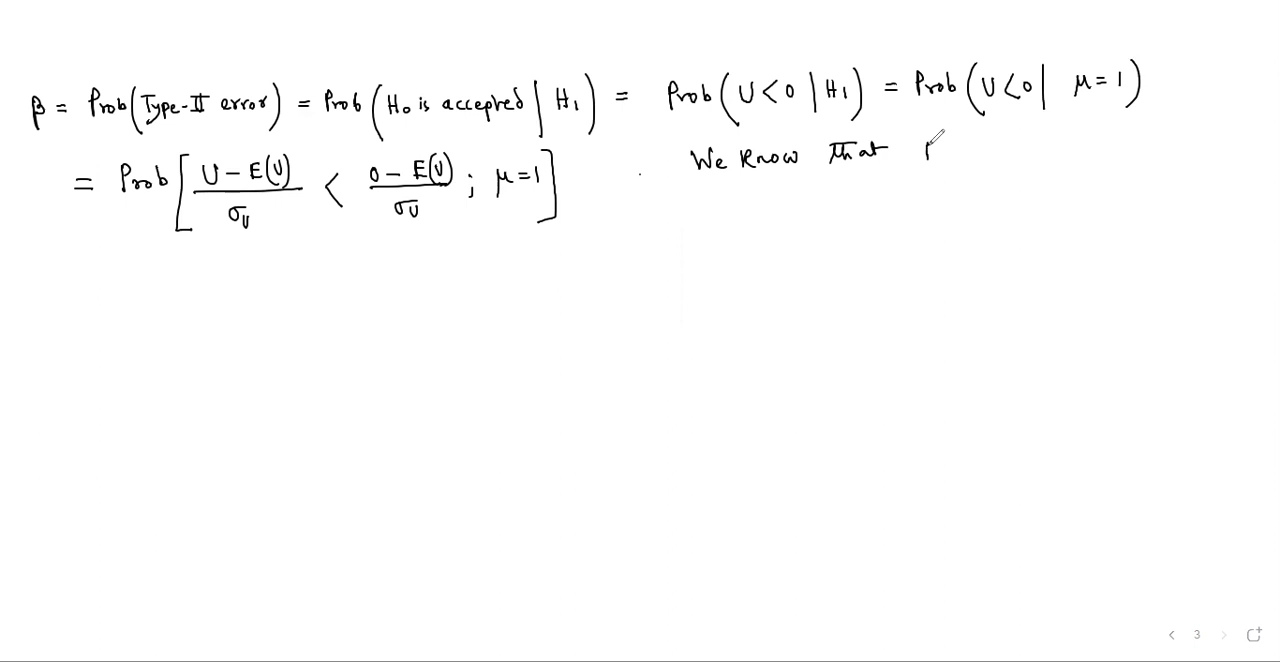 β = Prob(Type-II error) = Prob(H₀ is accepted | H₁) = Prob(U<0 | H₁) = Prob(U<0 | μ=1)
= Prob[(U - E(U))/σ_U < (0 - E(U))/σ_U ; μ=1]
We know that
3